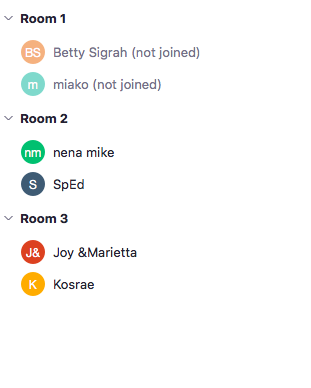 Room 1
BS Betty Sigrah (not joined)
m miako (not joined)
Room 2
nm nena mike
S SpEd
Room 3
J& Joy &Marietta
K Kosrae